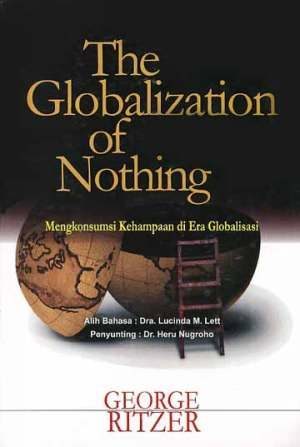 The
Globalization
of
Nothing
Mengkonsumsi Kehampaan di Era Globalisasi
Alih Bahasa : Dra. Lucinda M. Lett
Penyunting : Dr. Heru Nugroho
GEORGE
RITZER